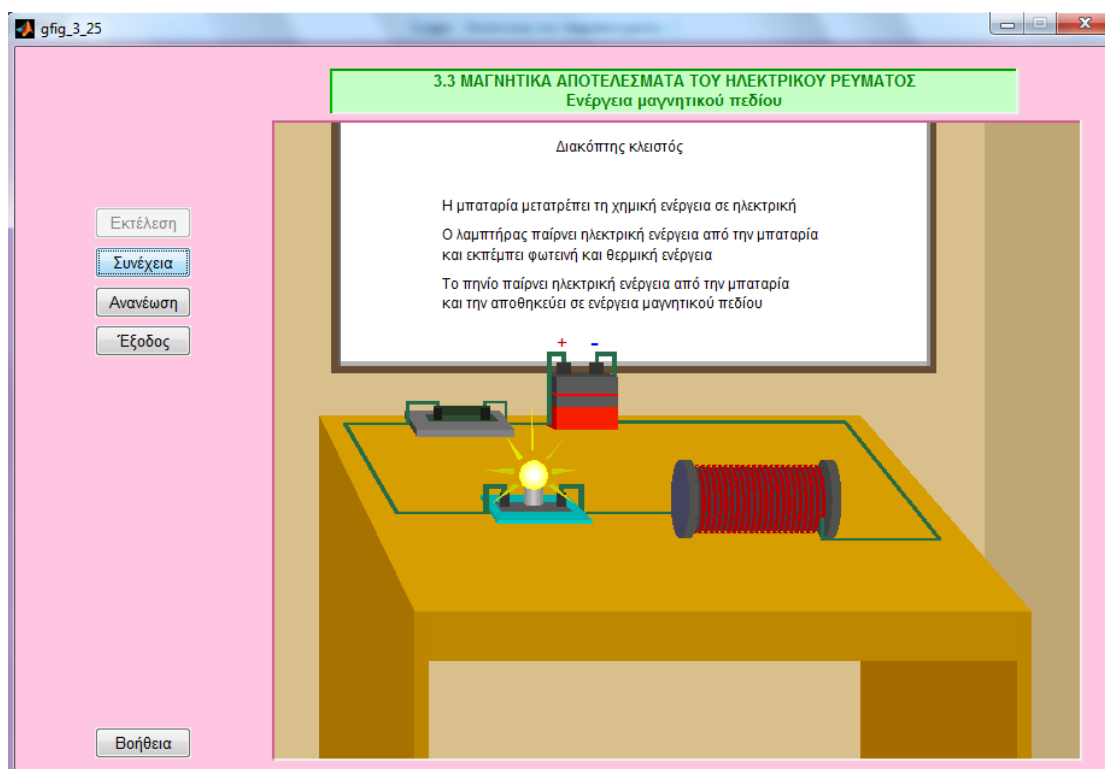 gfig_3_25
3.3 ΜΑΓΝΗΤΙΚΑ ΑΠΟΤΕΛΕΣΜΑΤΑ ΤΟΥ ΗΛΕΚΤΡΙΚΟΥ ΡΕΥΜΑΤΟΣ
Ενέργεια μαγνητικού πεδίου
Διακόπτης κλειστός
Η μπαταρία μετατρέπει τη χημική ενέργεια σε ηλεκτρική
Ο λαμπτήρας παίρνει ηλεκτρική ενέργεια από την μπαταρία
και εκπέμπει φωτεινή και θερμική ενέργεια
Το πηνίο παίρνει ηλεκτρική ενέργεια από την μπαταρία
και την αποθηκεύει σε ενέργεια μαγνητικού πεδίου
+ -
Εκτέλεση
Συνέχεια
Ανανέωση
Έξοδος
Βοήθεια